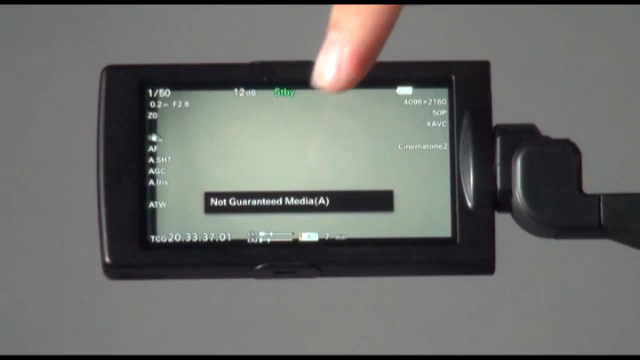 1/50 12dB Stby
0.2m F2.8 4096×2160
Z0 50P
XAVC
AF Cinematone2
A.SHT
AGC
A.Iris
Not Guaranteed Media(A)
ATW
TCG20.33.37.01